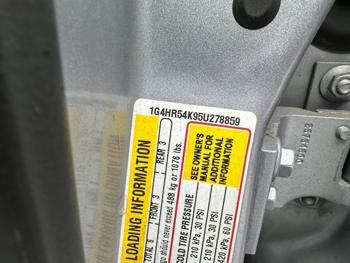 1G4HR54K95U278859
LOADING INFORMATION
TOTAL 6 FRONT 3 REAR 3
go should never exceed 488 kg or 1076 lbs.
SEE OWNER'S
MANUAL FOR
ADDITIONAL
INFORMATION
COLD TIRE PRESSURE
210 kPa, 30 PSI
210 kPa, 30 PSI
420 kPa, 60 PSI